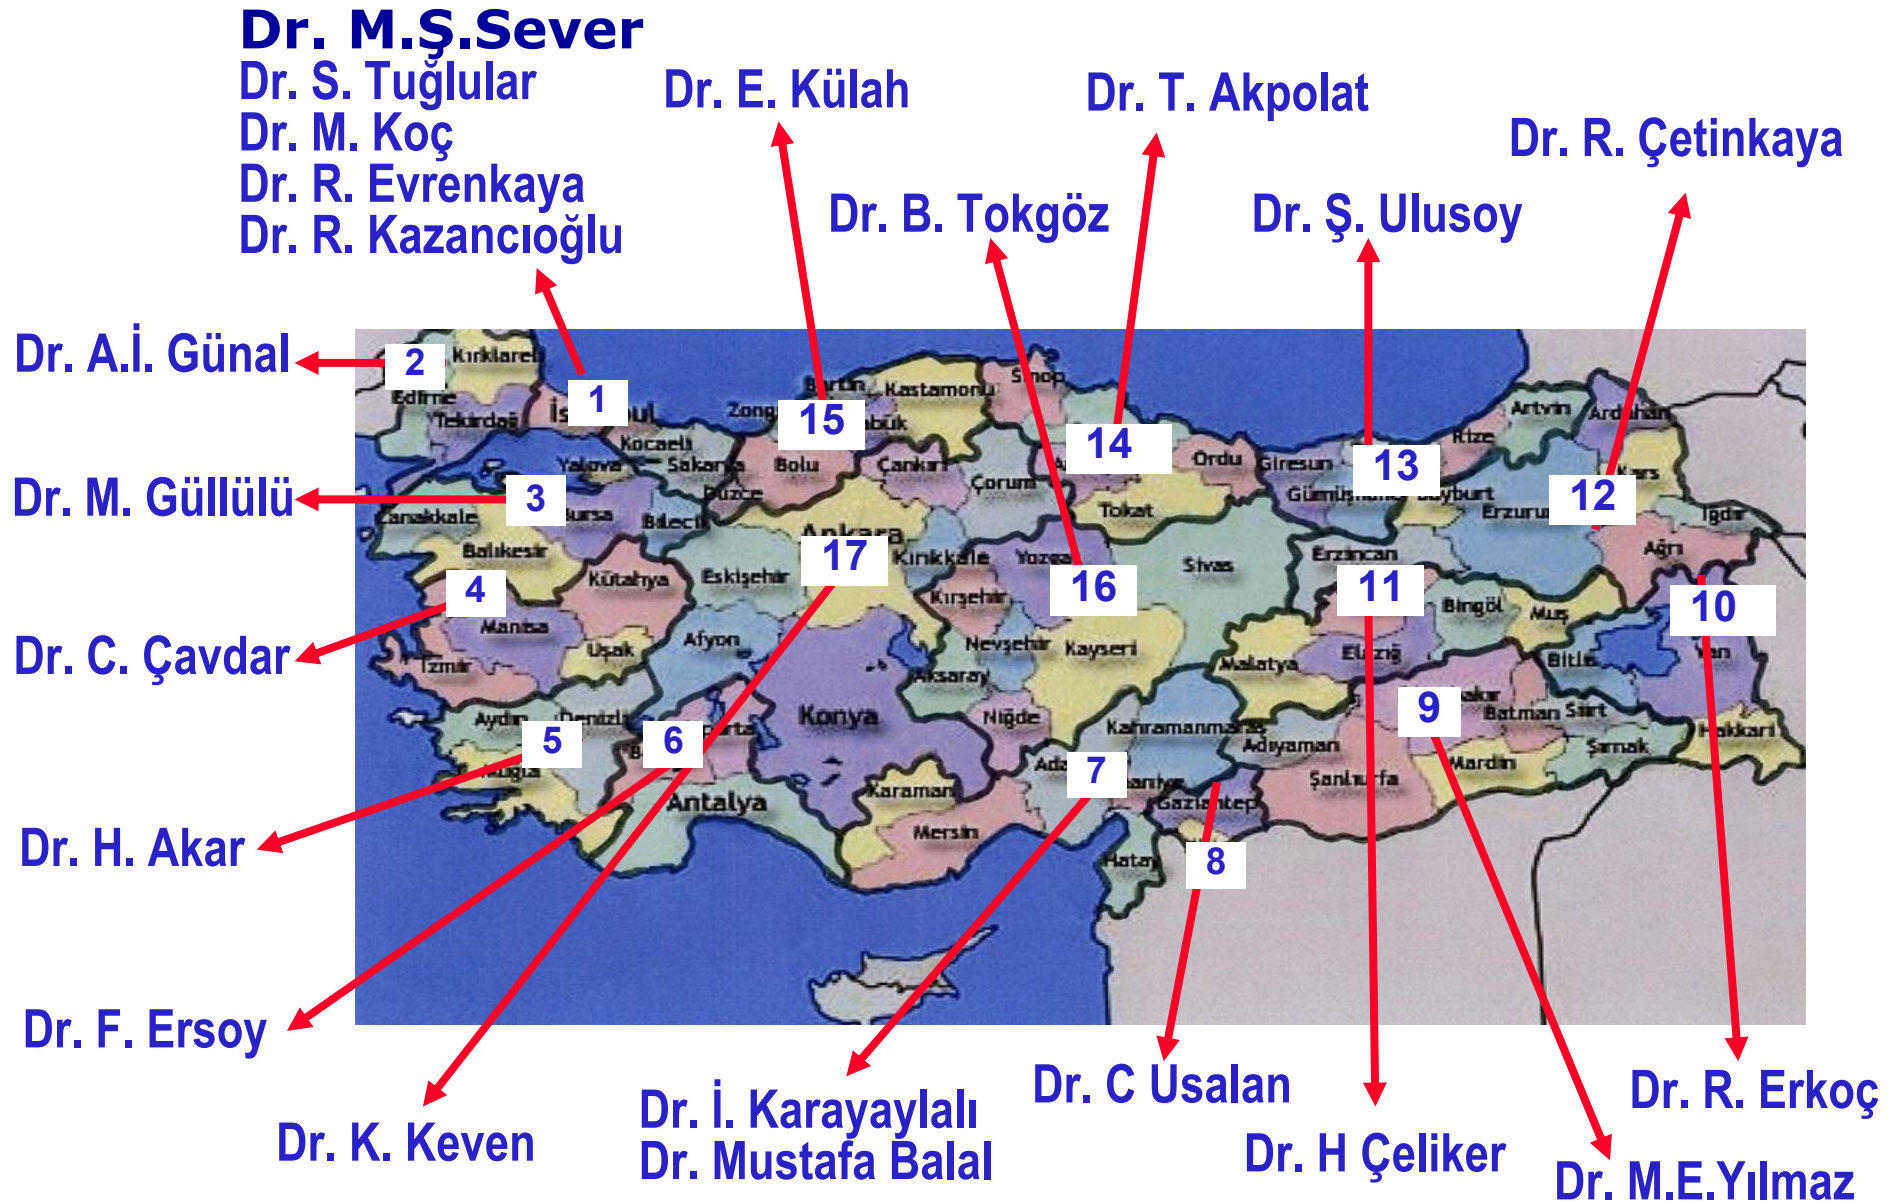 Dr. M.Ş.Sever
Dr. S. Tuğlular
Dr. M. Koç
Dr. R. Evrenkaya
Dr. R. Kazancıoğlu
Dr. E. Külah
Dr. T. Akpolat
Dr. R. Çetinkaya
Dr. B. Tokgöz
Dr. Ş. Ulusoy
Dr. A.İ. Günal
2
Kırklareli
Edirne
Tekirdağ
1
Kocaeli
Yalova
Sakarya
Düzce
Bolu
15
Bartın
Kastamonu
Sinop
Çankırı
Çorum
14
Ordu
Giresun
13
Rize
Artvin
Ardahan
Kars
12
Iğdır
Ağrı
Tokat
Dr. M. Güllülü
3
Bursa
Bilecik
Çanakkale
Balıkesir
Kütahya
Eskişehir
Ankara
17
Kırıkkale
Yozgat
16
Sivas
Erzincan
11
Bingöl
Muş
10
Dr. C. Çavdar
4
Manisa
Uşak
Afyon
İzmir
Kırşehir
Nevşehir
Aksaray
Kayseri
Malatya
Elazığ
Bitlis
Van
Aydın
Denizli
5
6
Konya
Niğde
Kahramanmaraş
Adıyaman
9
Batman
Siirt
Şırnak
Hakkari
Mardin
Şanlıurfa
7
Gaziantep
8
Hatay
Mersin
Karaman
Antalya
Dr. H. Akar
Dr. F. Ersoy
Dr. K. Keven
Dr. İ. Karayaylalı
Dr. Mustafa Balal
Dr. C Usalan
Dr. H Çeliker
Dr. R. Erkoç
Dr. M.E.Yılmaz